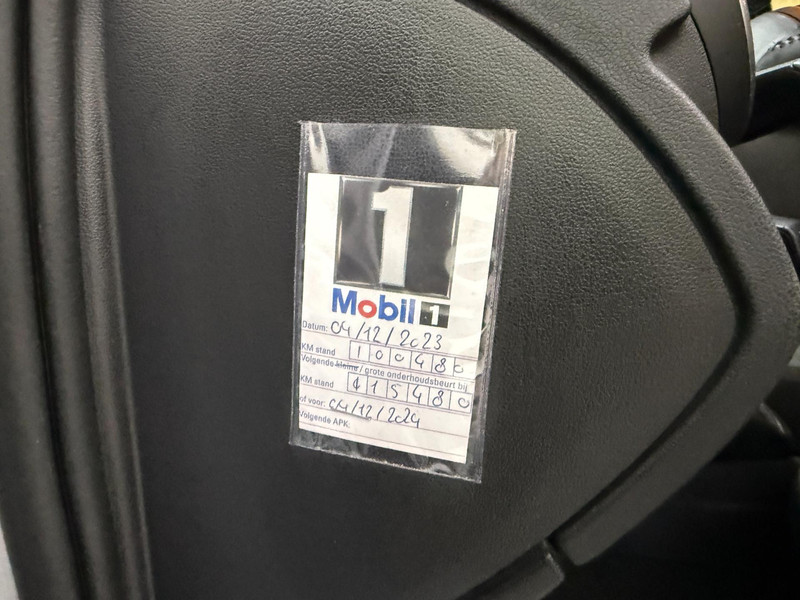 1
Mobil 1
Datum: 04/12/2023
KM stand 100480
Volgende kleine / grote onderhoudsbeurt bij
KM stand 115480
of voor: 04/12/2024
Volgende APK: